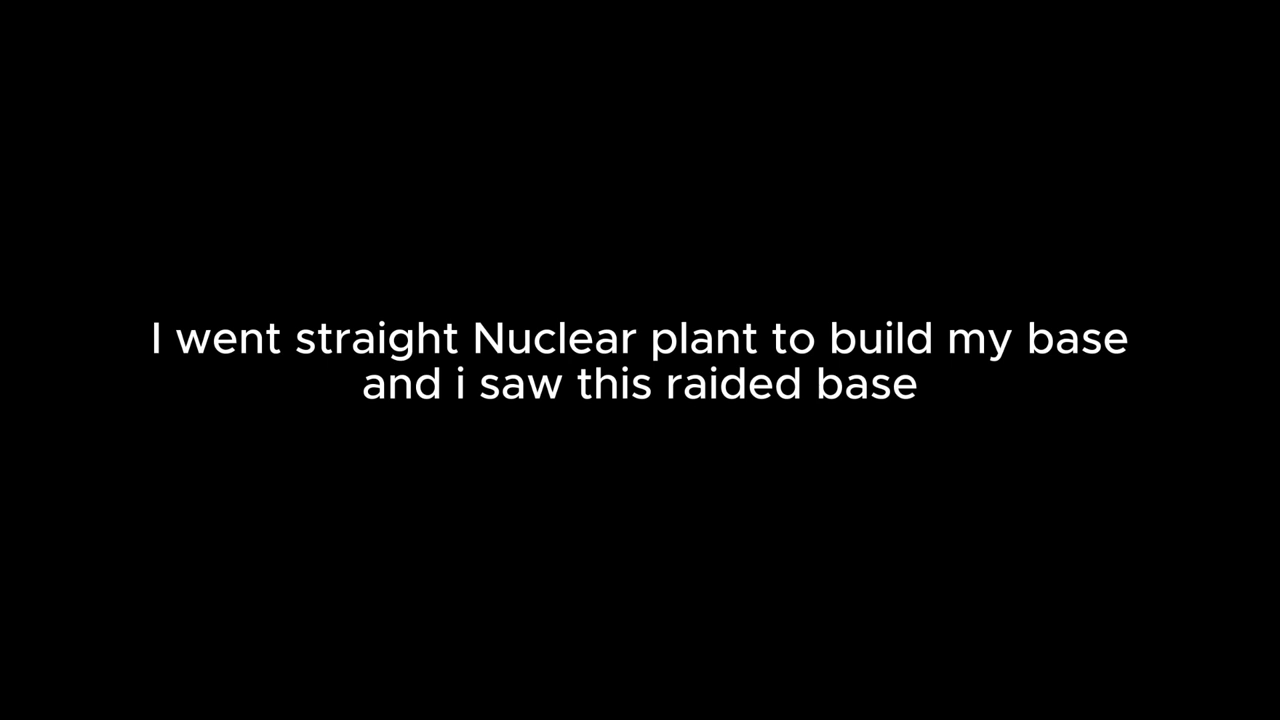 I went straight Nuclear plant to build my base
and i saw this raided base